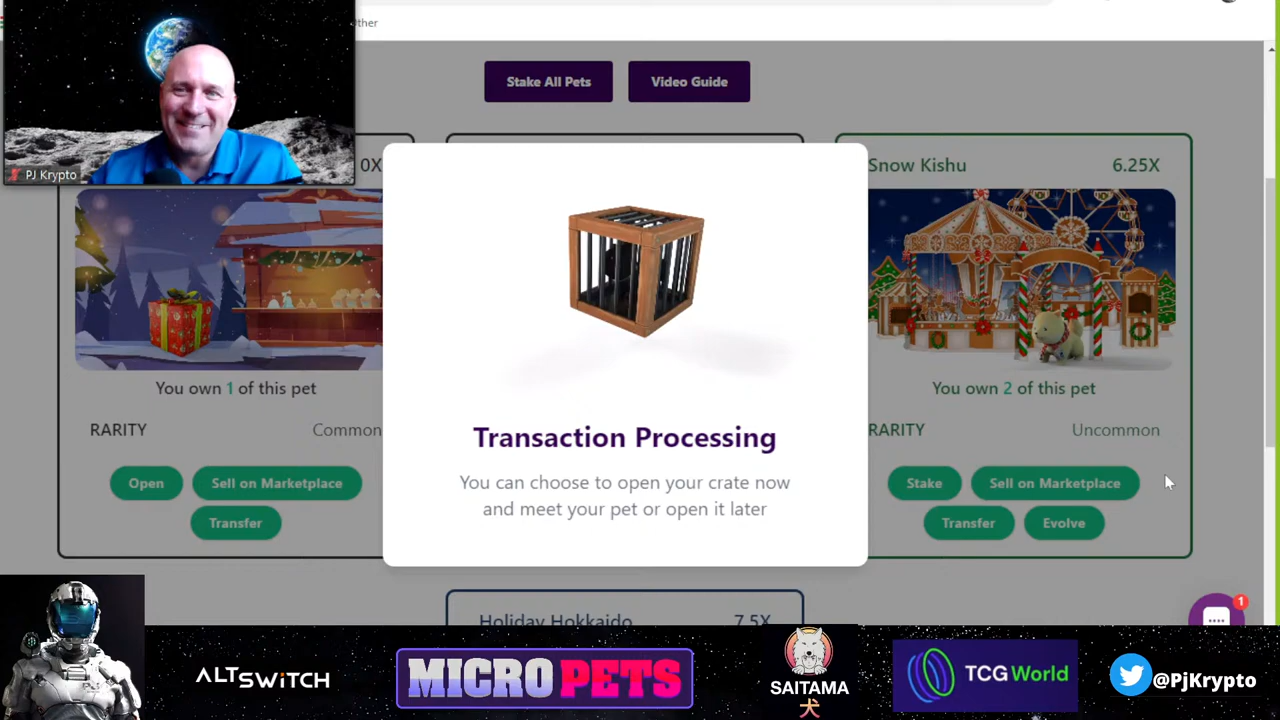 ther
Stake All Pets
Video Guide
PJ Krypto
0X
Snow Kishu
6.25X
You own 1 of this pet
You own 2 of this pet
RARITY
Common
RARITY
Uncommon
Open
Sell on Marketplace
Transfer
Stake
Sell on Marketplace
Transfer
Evolve
Transaction Processing
You can choose to open your crate now
and meet your pet or open it later
Holiday Hokkaido
7.5X
1
ALTSWITCH
MICRO PETS
SAITAMA
犬
TCGWorld
@PjKrypto